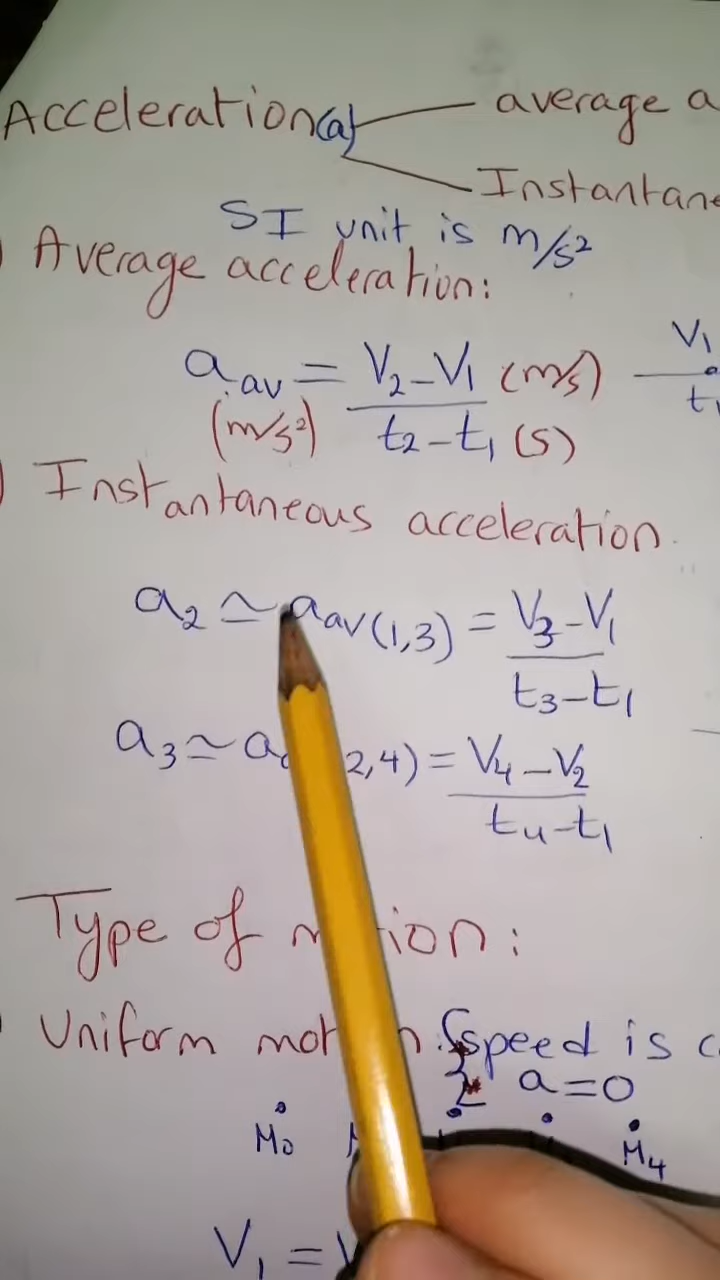 Acceleration(a)
average a
Instantane
SI unit is m/s²
Average acceleration:
a_av = (V₂ - V₁) / (t₂ - t₁) (m/s) (s)
(m/s²)
V₁
t₁
Instantaneous acceleration
a₂ ≃ a_av(1,3) = (V₃ - V₁) / (t₃ - t₁)
a₃ ≃ a 2,4) = (V₄ - V₂) / (t₄ - t₁)
Type of ion:
Uniform mot n: speed is c
a = 0
M₀ M₄
V₁ = V